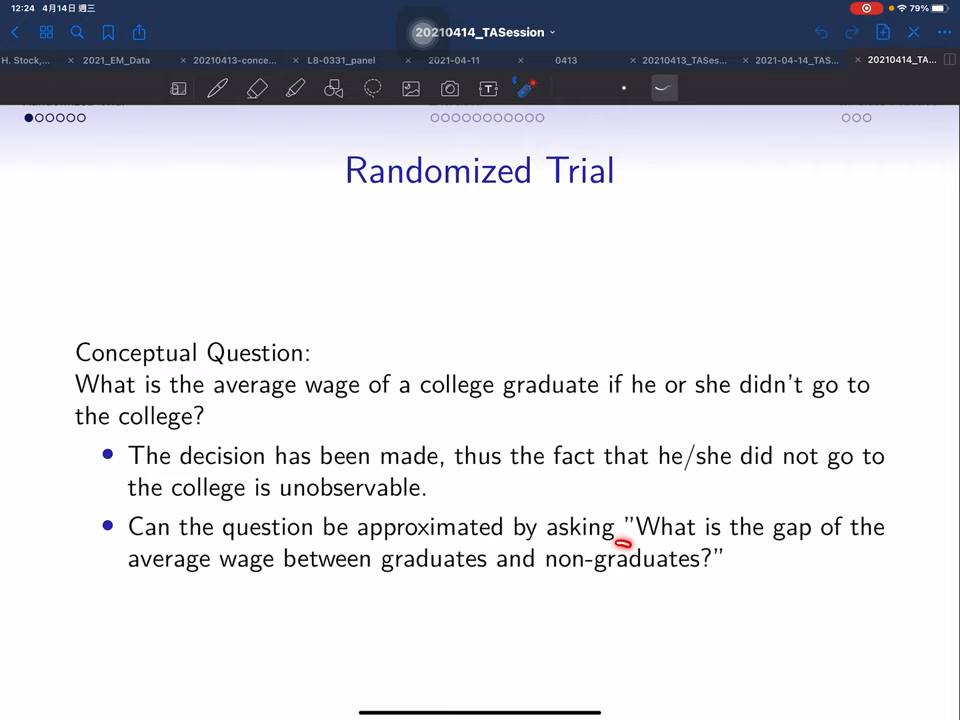 12:24 4月14日 週三
79%
20210414_TASession
H. Stock,...
2021_EM_Data
20210413-conce...
L8-0331_panel
2021-04-11
0413
20210413_TASes...
2021-04-14_TAS...
20210414_TA...
Randomized Trial
Conceptual Question:
What is the average wage of a college graduate if he or she didn't go to
the college?
The decision has been made, thus the fact that he/she did not go to
the college is unobservable.
Can the question be approximated by asking "What is the gap of the
average wage between graduates and non-graduates?"